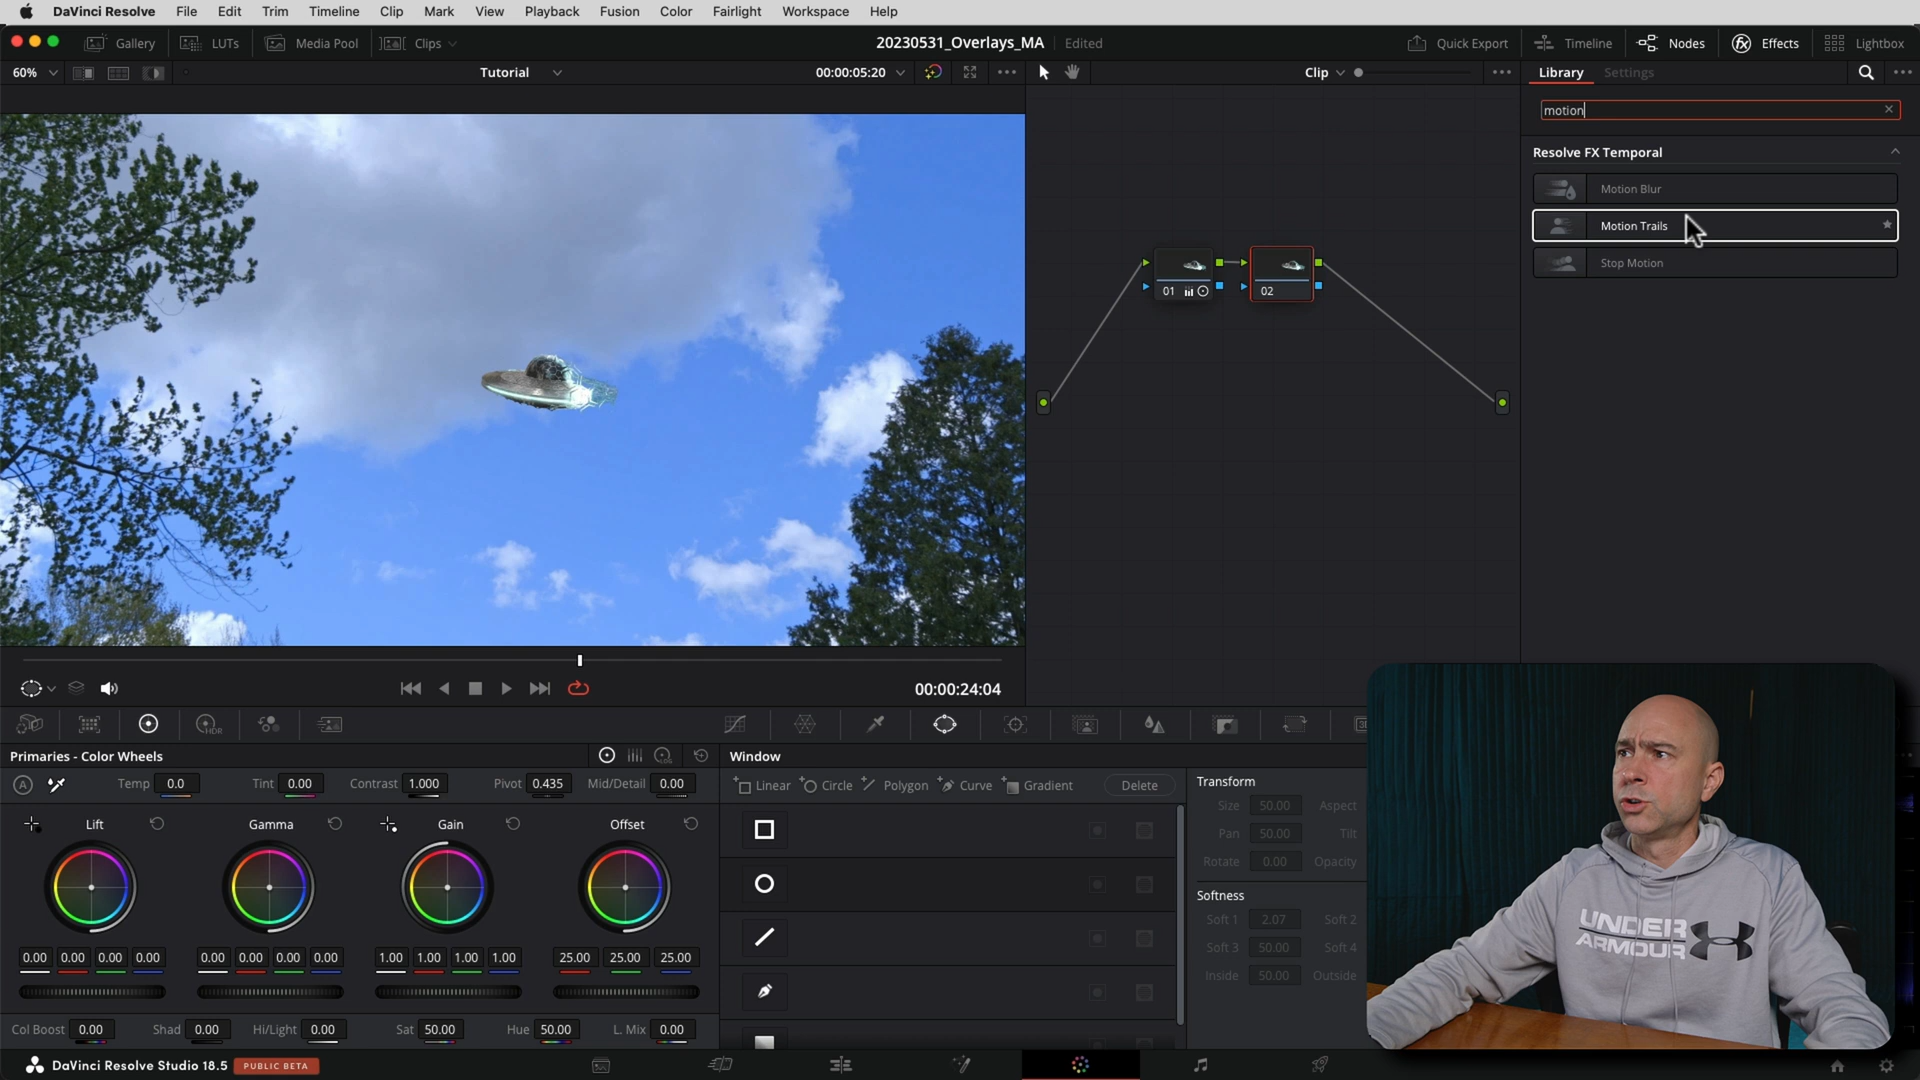 DaVinci Resolve File Edit Trim Timeline Clip Mark View Playback Fusion Color Fairlight Workspace Help
Gallery LUTs Media Pool Clips 20230531_Overlays_MA Edited Quick Export Timeline Nodes Effects Lightbox
60% Tutorial 00:00:05:20 Clip Library Settings
motion
Resolve FX Temporal
Motion Blur
Motion Trails
Stop Motion
01 02
00:00:24:04
HDR
Primaries - Color Wheels Window
Temp 0.0 Tint 0.00 Contrast 1.000 Pivot 0.435 Mid/Detail 0.00
Linear Circle Polygon Curve Gradient Delete
Transform
Lift Gamma Gain Offset
Size 50.00 Aspect
Pan 50.00 Tilt
Rotate 0.00 Opacity
Softness
Soft 1 2.07 Soft 2
Soft 3 50.00 Soft 4
Inside 50.00 Outside
0.00 0.00 0.00 0.00 0.00 0.00 0.00 0.00 1.00 1.00 1.00 1.00 25.00 25.00 25.00
Col Boost 0.00 Shad 0.00 Hi/Light 0.00 Sat 50.00 Hue 50.00 L. Mix 0.00
UNDER
ARMOUR
DaVinci Resolve Studio 18.5 PUBLIC BETA